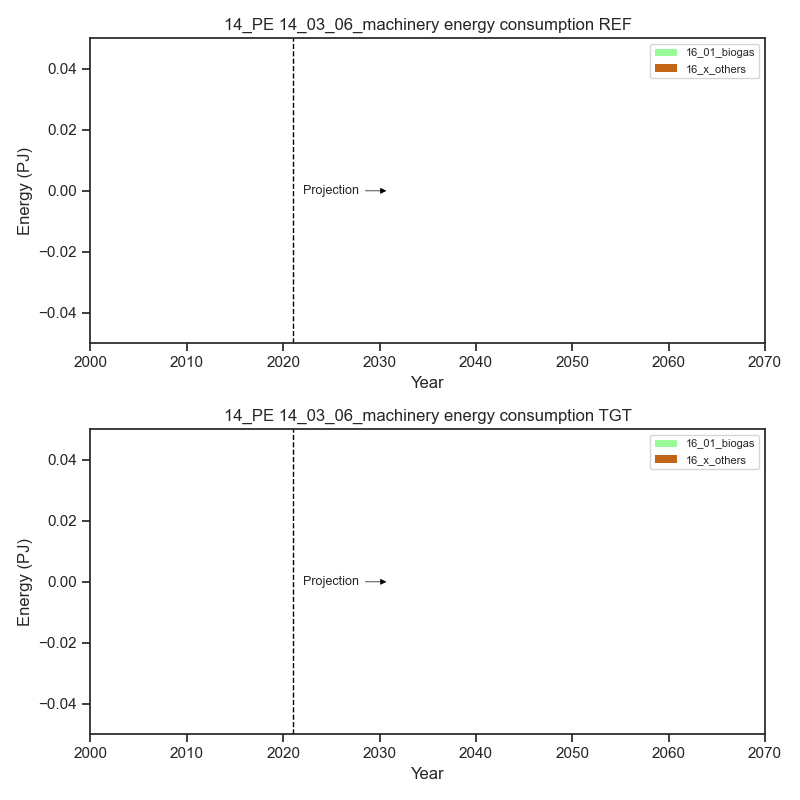 14_PE 14_03_06_machinery energy consumption REF
16_01_biogas
16_x_others
0.04
0.02
0.00
−0.02
−0.04
Energy (PJ)
Projection
2000 2010 2020 2030 2040 2050 2060 2070
Year
14_PE 14_03_06_machinery energy consumption TGT
16_01_biogas
16_x_others
0.04
0.02
0.00
−0.02
−0.04
Energy (PJ)
Projection
2000 2010 2020 2030 2040 2050 2060 2070
Year